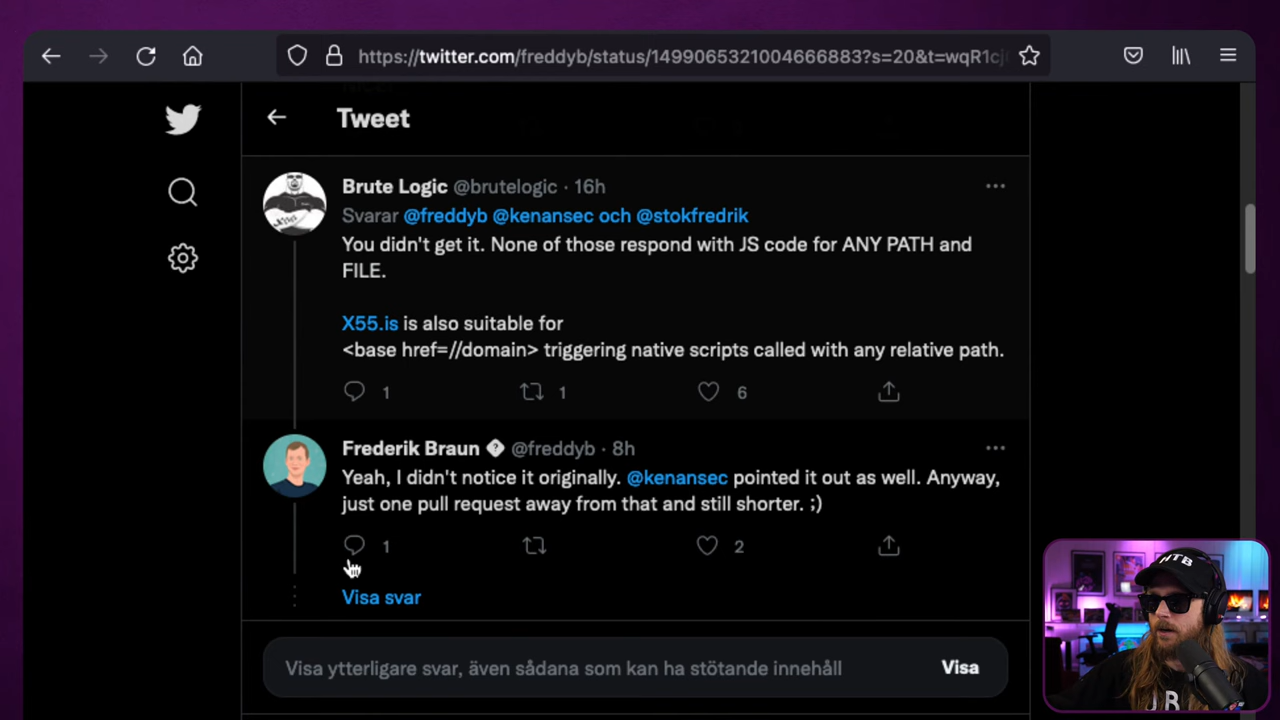 https://twitter.com/freddyb/status/1499065321004666883?s=20&t=wqR1cj
Tweet
Brute Logic @brutelogic · 16h
Svarar @freddyb @kenansec och @stokfredrik
You didn't get it. None of those respond with JS code for ANY PATH and
FILE.
X55.is is also suitable for
<base href=//domain> triggering native scripts called with any relative path.
1 1 6
Frederik Braun @freddyb · 8h
Yeah, I didn't notice it originally. @kenansec pointed it out as well. Anyway,
just one pull request away from that and still shorter. ;)
1 2
Visa svar
Visa ytterligare svar, även sådana som kan ha stötande innehåll Visa
HTB